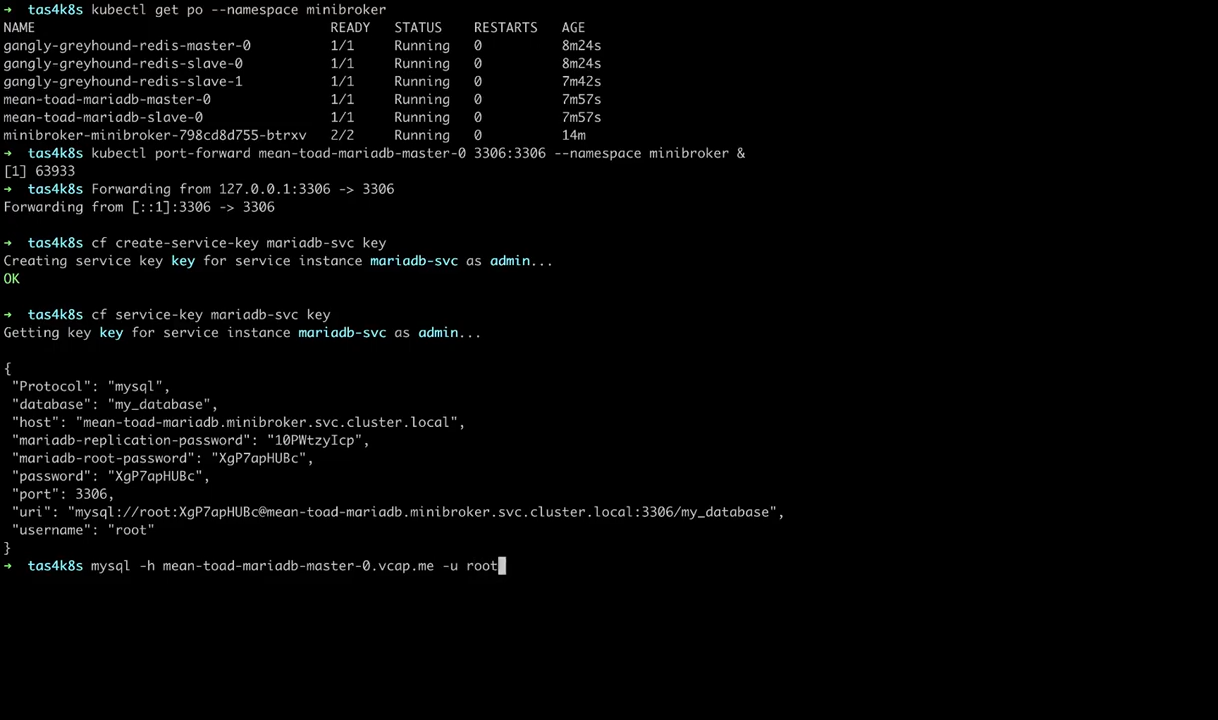 → tas4k8s kubectl get po --namespace minibroker
NAME READY STATUS RESTARTS AGE
gangly-greyhound-redis-master-0 1/1 Running 0 8m24s
gangly-greyhound-redis-slave-0 1/1 Running 0 8m24s
gangly-greyhound-redis-slave-1 1/1 Running 0 7m42s
mean-toad-mariadb-master-0 1/1 Running 0 7m57s
mean-toad-mariadb-slave-0 1/1 Running 0 7m57s
minibroker-minibroker-798cd8d755-btrxv 2/2 Running 0 14m
→ tas4k8s kubectl port-forward mean-toad-mariadb-master-0 3306:3306 --namespace minibroker &
[1] 63933
→ tas4k8s Forwarding from 127.0.0.1:3306 -> 3306
Forwarding from [::1]:3306 -> 3306
→ tas4k8s cf create-service-key mariadb-svc key
Creating service key key for service instance mariadb-svc as admin...
OK
→ tas4k8s cf service-key mariadb-svc key
Getting key key for service instance mariadb-svc as admin...
{
"Protocol": "mysql",
"database": "my_database",
"host": "mean-toad-mariadb.minibroker.svc.cluster.local",
"mariadb-replication-password": "10PWtzyIcp",
"mariadb-root-password": "XgP7apHUBc",
"password": "XgP7apHUBc",
"port": 3306,
"uri": "mysql://root:XgP7apHUBc@mean-toad-mariadb.minibroker.svc.cluster.local:3306/my_database",
"username": "root"
}
→ tas4k8s mysql -h mean-toad-mariadb-master-0.vcap.me -u root